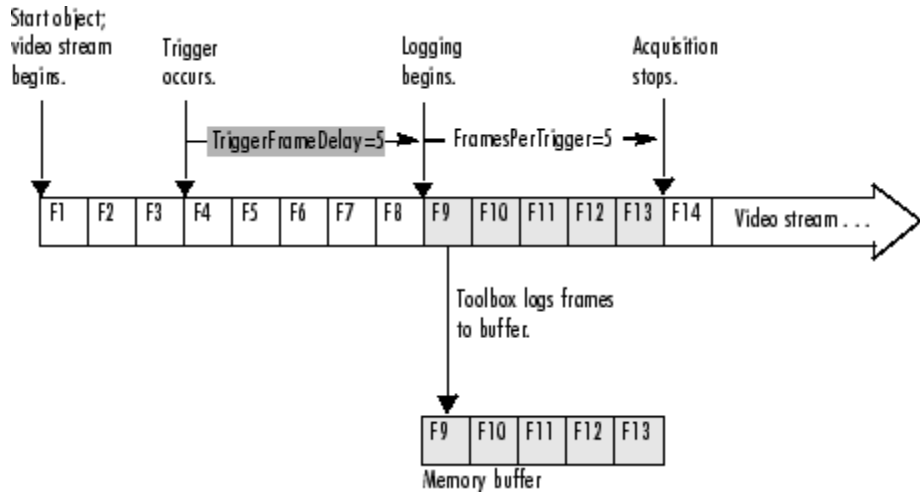 Start object;
video stream
begins.
Trigger
occurs.
Logging
begins.
Acquisition
stops.
TriggerFrameDelay=5
FramesPerTrigger=5
F1 F2 F3 F4 F5 F6 F7 F8 F9 F10 F11 F12 F13 F14 Video stream . . .
Toolbox logs frames
to buffer.
F9 F10 F11 F12 F13
Memory buffer